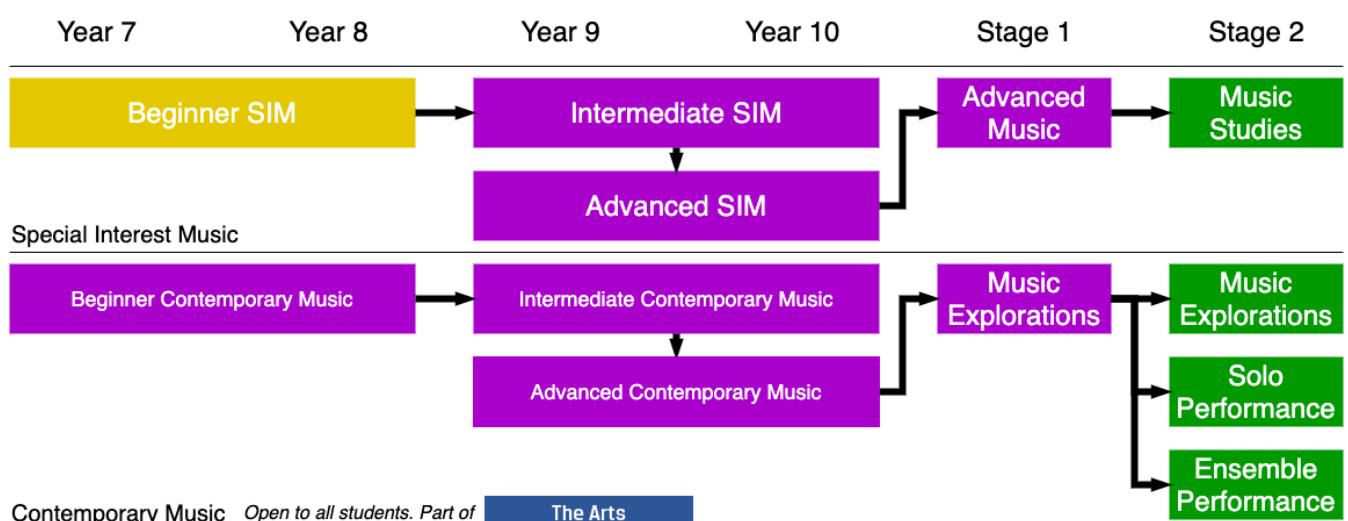 Year 7 Year 8 Year 9 Year 10 Stage 1 Stage 2
Beginner SIM
Intermediate SIM
Advanced
Music
Music
Studies
Advanced SIM
Special Interest Music
Beginner Contemporary Music
Intermediate Contemporary Music
Music
Explorations
Music
Explorations
Advanced Contemporary Music
Solo
Performance
Ensemble
Performance
Contemporary Music Open to all students. Part of The Arts